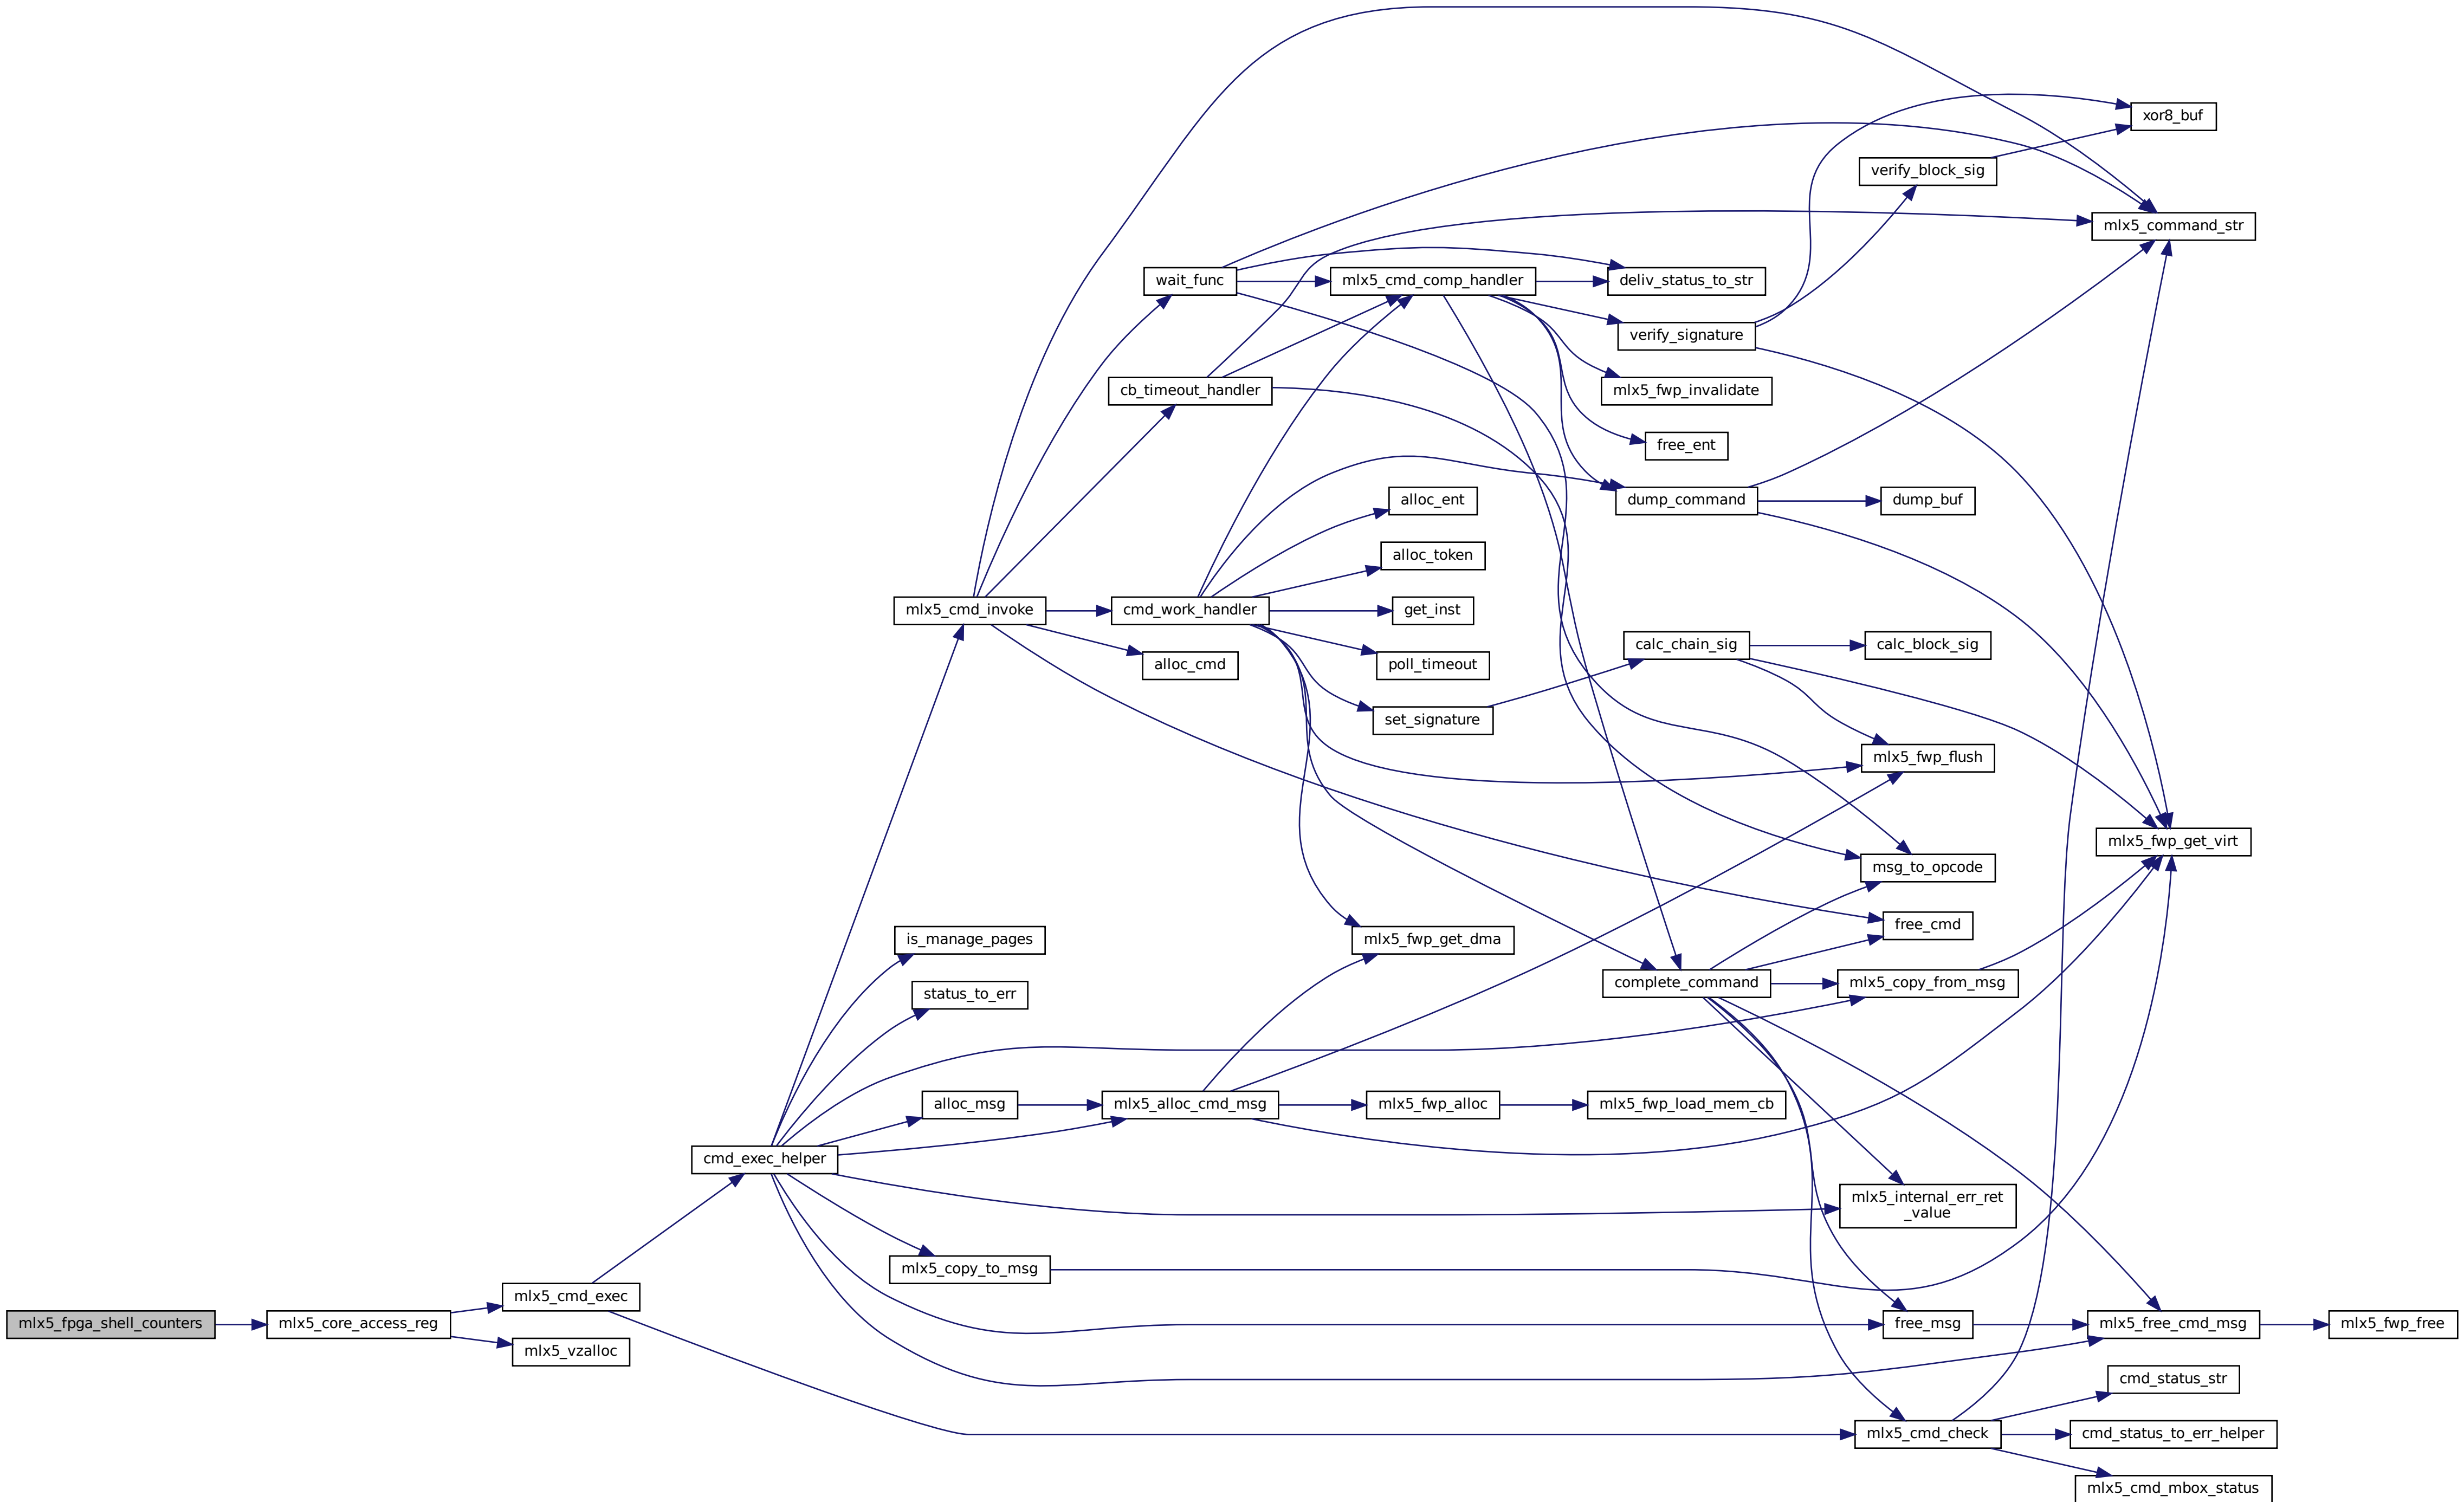 xor8_buf
verify_block_sig
mlx5_command_str
wait_func
mlx5_cmd_comp_handler
deliv_status_to_str
verify_signature
cb_timeout_handler
mlx5_fwp_invalidate
free_ent
alloc_ent
dump_command
dump_buf
alloc_token
mlx5_cmd_invoke
cmd_work_handler
get_inst
calc_chain_sig
calc_block_sig
alloc_cmd
poll_timeout
set_signature
mlx5_fwp_flush
mlx5_fwp_get_virt
msg_to_opcode
free_cmd
is_manage_pages
mlx5_fwp_get_dma
status_to_err
complete_command
mlx5_copy_from_msg
alloc_msg
mlx5_alloc_cmd_msg
mlx5_fwp_alloc
mlx5_fwp_load_mem_cb
cmd_exec_helper
mlx5_internal_err_ret
_value
mlx5_copy_to_msg
mlx5_cmd_exec
mlx5_fpga_shell_counters
mlx5_core_access_reg
free_msg
mlx5_free_cmd_msg
mlx5_fwp_free
mlx5_vzalloc
cmd_status_str
mlx5_cmd_check
cmd_status_to_err_helper
mlx5_cmd_mbox_status